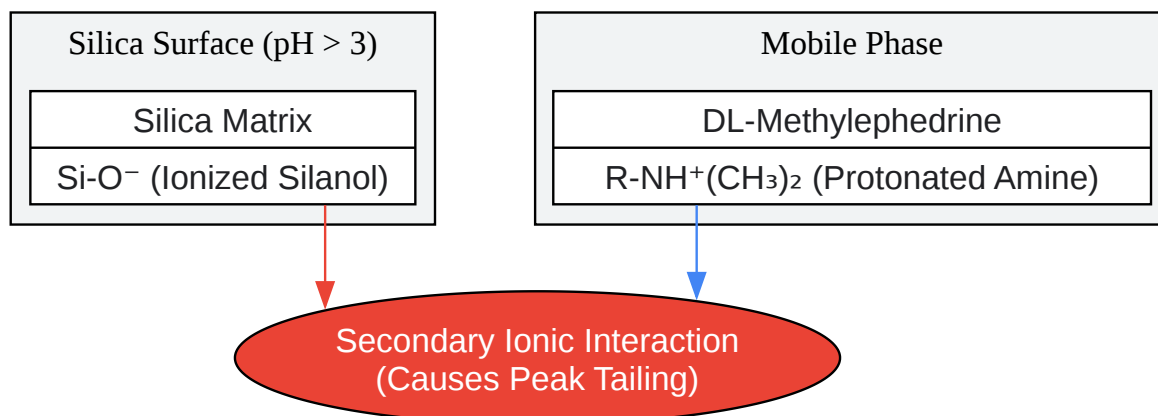 Silica Surface (pH > 3)
Silica Matrix
Si-O⁻ (Ionized Silanol)
Mobile Phase
DL-Methylephedrine
R-NH⁺(CH₃)₂ (Protonated Amine)
Secondary Ionic Interaction
(Causes Peak Tailing)